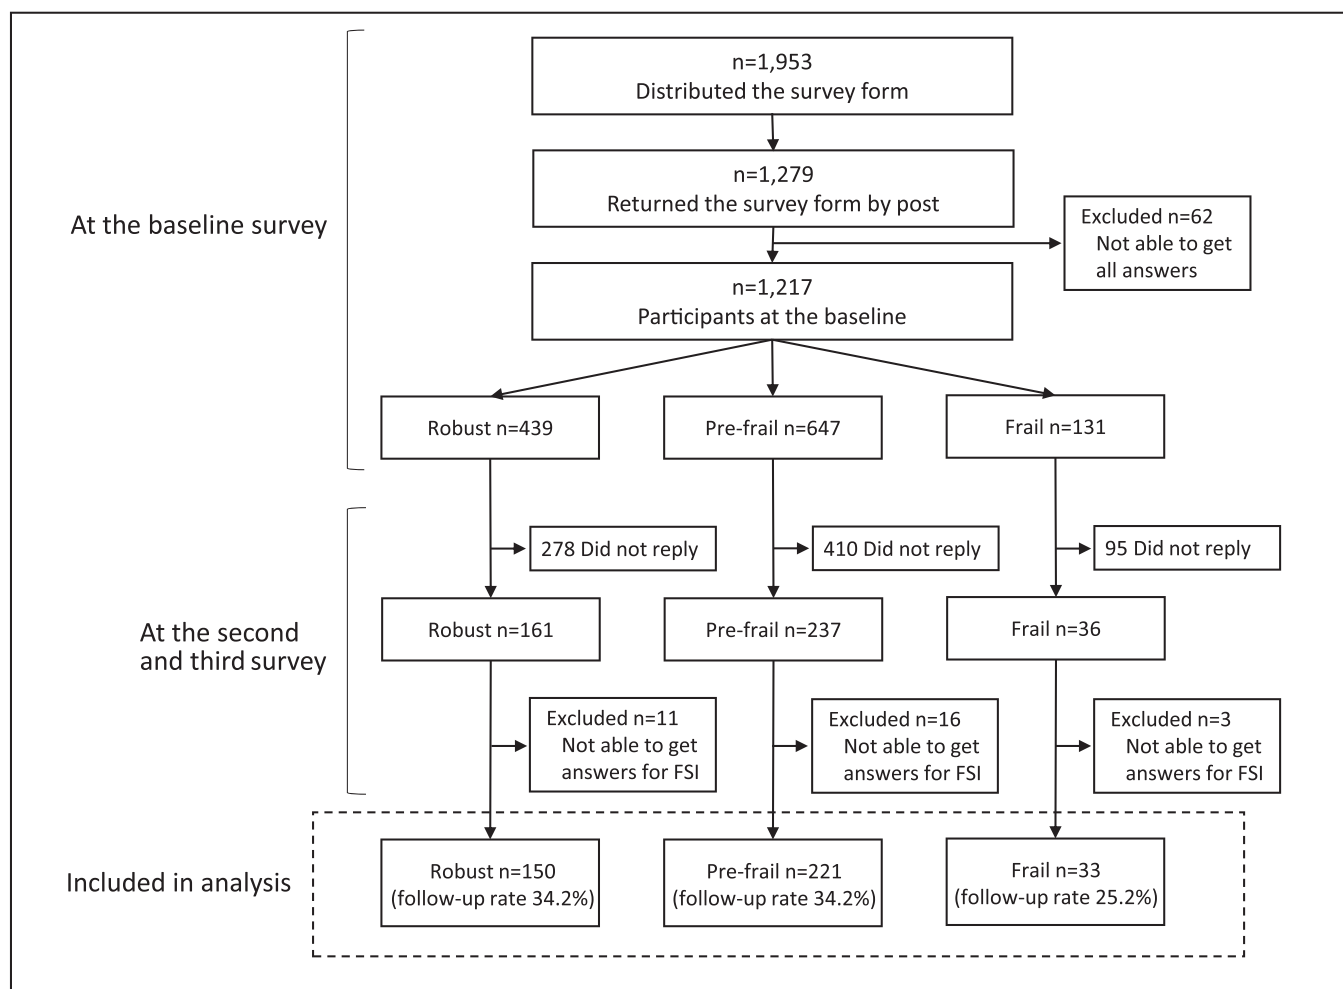 n=1,953
Distributed the survey form
n=1,279
Returned the survey form by post
At the baseline survey
Excluded n=62
Not able to get
all answers
n=1,217
Participants at the baseline
Robust n=439
Pre-frail n=647
Frail n=131
278 Did not reply
410 Did not reply
95 Did not reply
At the second
and third survey
Robust n=161
Pre-frail n=237
Frail n=36
Excluded n=11
Not able to get
answers for FSI
Excluded n=16
Not able to get
answers for FSI
Excluded n=3
Not able to get
answers for FSI
Included in analysis
Robust n=150
(follow-up rate 34.2%)
Pre-frail n=221
(follow-up rate 34.2%)
Frail n=33
(follow-up rate 25.2%)